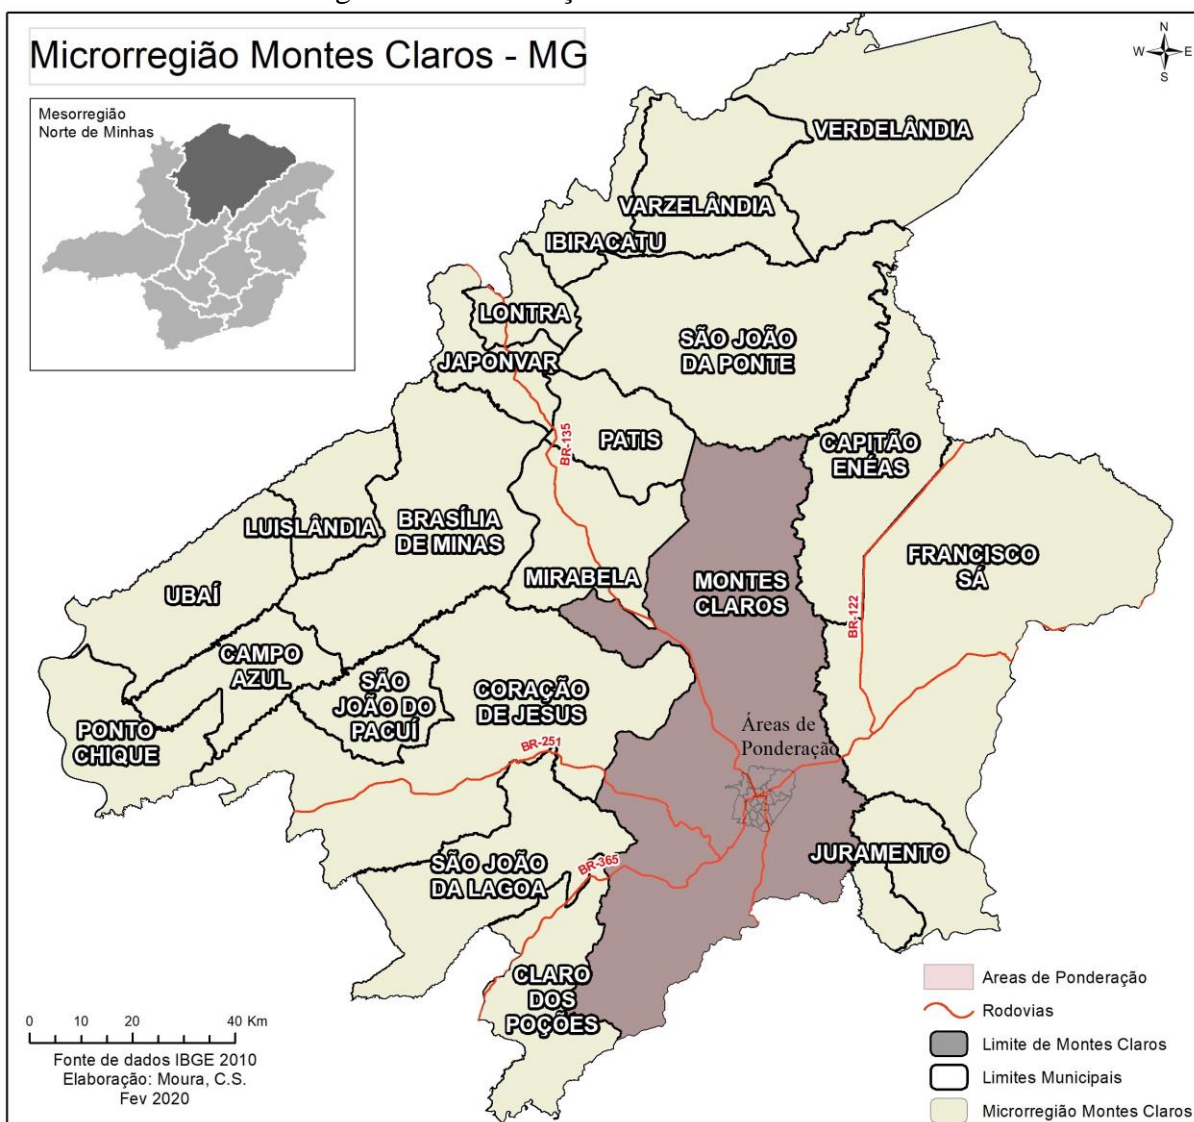 Microrregião Montes Claros - MG
N
W
E
S
Mesorregião
Norte de Minhas
VERDELÂNDIA
VARZELÂNDIA
IBIRACATU
LONTRA
JAPONVAR
SÃO JOÃO
DA PONTE
BR-135
PATIS
CAPITÃO
ENÉAS
LUISLÂNDIA
BRASÍLIA
DE MINAS
FRANCISCO
SÁ
UBAÍ
MIRABELA
MONTES
CLAROS
BR-122
CAMPO
AZUL
SÃO
JOÃO DO
PACUÍ
CORAÇÃO
DE JESUS
PONTO
CHIQUE
Áreas de
Ponderação
BR-251
SÃO JOÃO
DA LAGOA
BR-365
JURAMENTO
CLARO
DOS
POÇÕES
0 10 20 40 Km
Fonte de dados IBGE 2010
Elaboração: Moura, C.S.
Fev 2020
Areas de Ponderação
Rodovias
Limite de Montes Claros
Limites Municipais
Microrregião Montes Claros